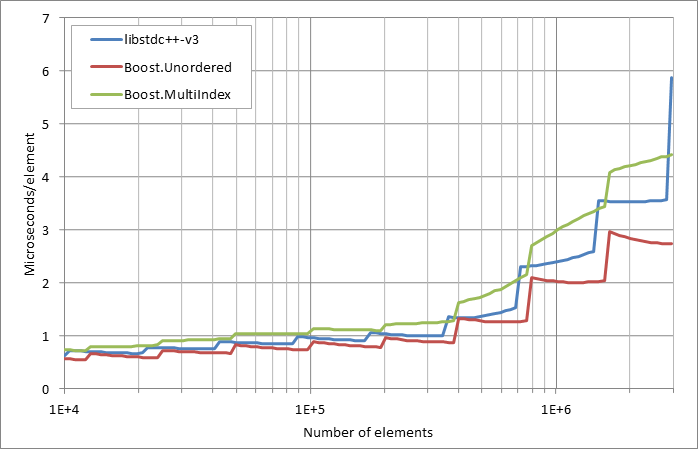 7
6
5
4
3
2
1
0
libstdc++-v3
Boost.Unordered
Boost.MultiIndex
Microseconds/element
1E+4
1E+5
1E+6
Number of elements